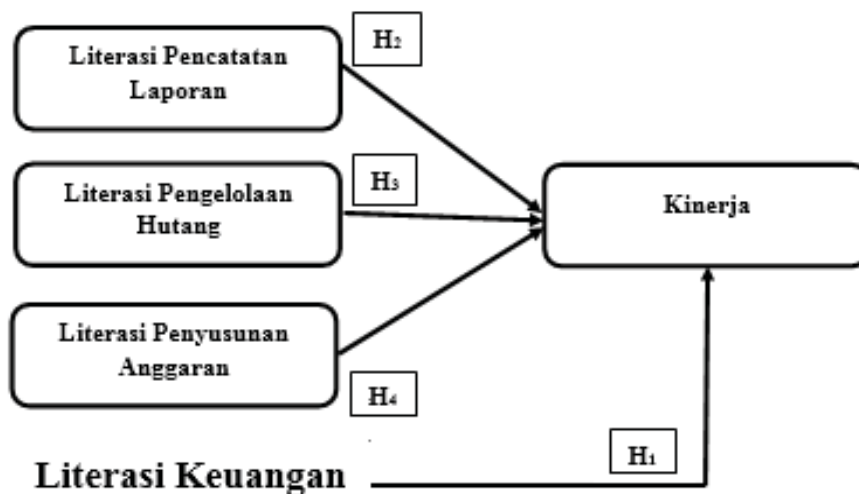 H2
Literasi Pencatatan
Laporan
H3
Literasi Pengelolaan
Hutang
Kinerja
Literasi Penyusunan
Anggaran
H4
H1
Literasi Keuangan